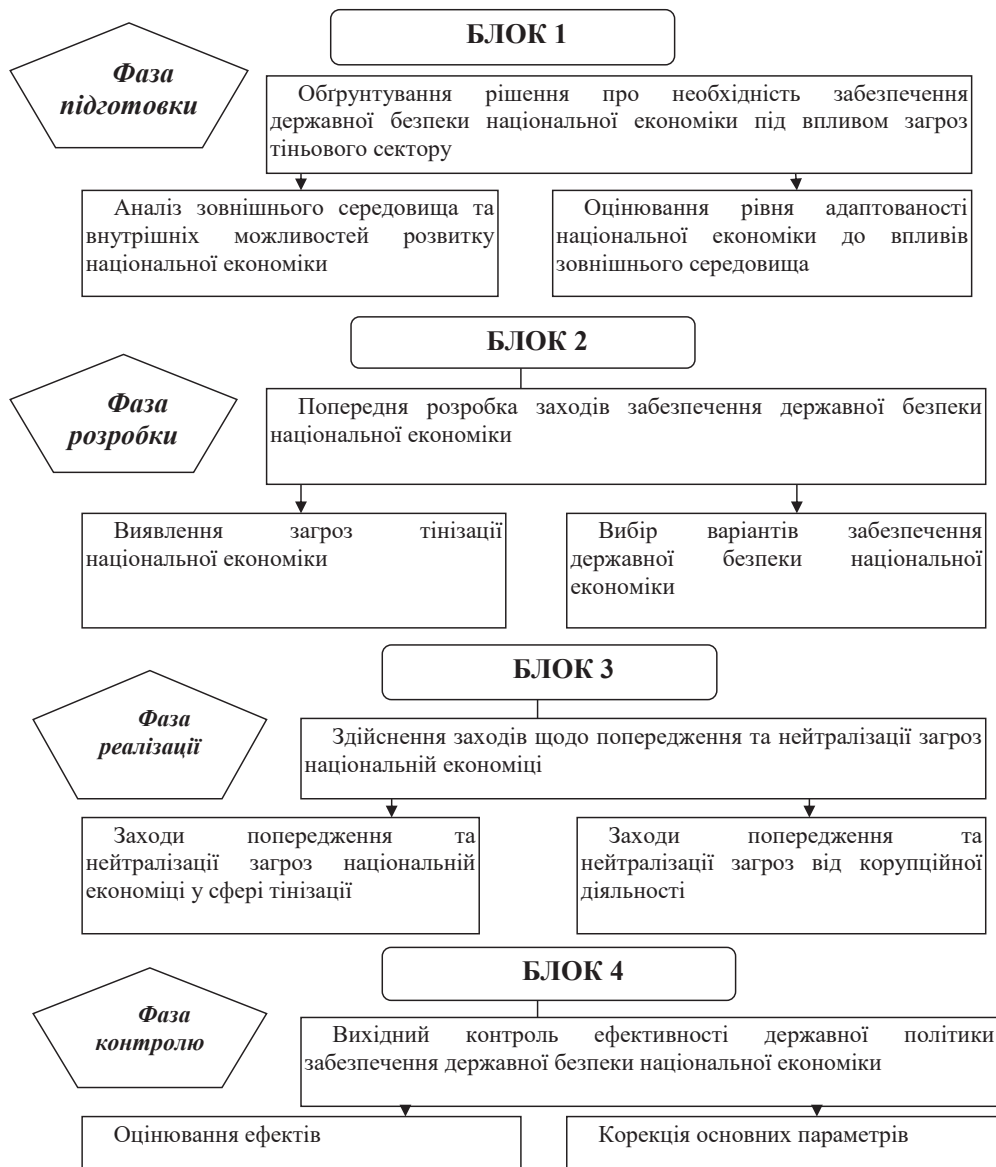 БЛОК 1
Фаза
підготовки
Обґрунтування рішення про необхідність забезпечення
державної безпеки національної економіки під впливом загроз
тіньового сектору
Аналіз зовнішнього середовища та
внутрішніх можливостей розвитку
національної економіки
Оцінювання рівня адаптованості
національної економіки до впливів
зовнішнього середовища
БЛОК 2
Фаза
розробки
Попередня розробка заходів забезпечення державної безпеки
національної економіки
Виявлення загроз тінізації
національної економіки
Вибір варіантів забезпечення
державної безпеки національної
економіки
БЛОК 3
Фаза
реалізації
Здійснення заходів щодо попередження та нейтралізації загроз
національній економіці
Заходи попередження та
нейтралізації загроз національній
економіці у сфері тінізації
Заходи попередження та
нейтралізації загроз від корупційної
діяльності
БЛОК 4
Фаза
контролю
Вихідний контроль ефективності державної політики
забезпечення державної безпеки національної економіки
Оцінювання ефектів
Корекція основних параметрів